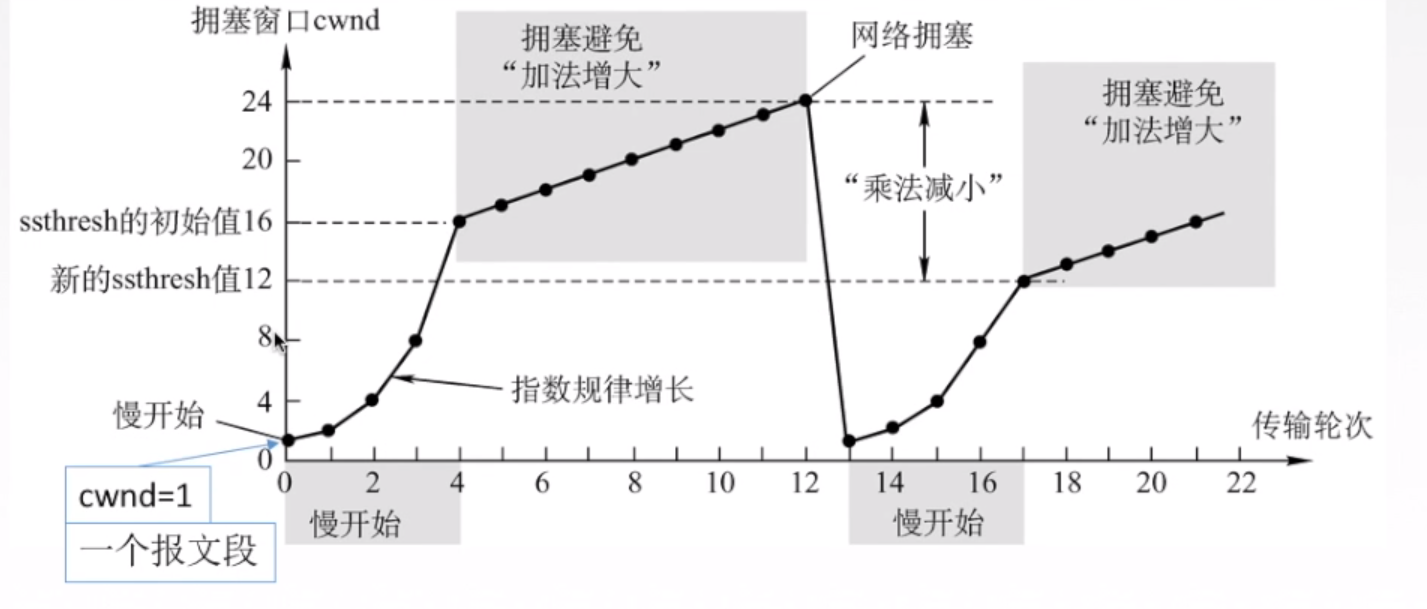 拥塞窗口cwnd
拥塞避免
“加法增大”
网络拥塞
拥塞避免
“加法增大”
24
20
“乘法减小”
ssthresh的初始值16
新的ssthresh值12
8
指数规律增长
4
慢开始
传输轮次
0
0 2 4 6 8 10 12 14 16 18 20 22
cwnd=1
慢开始
慢开始
一个报文段